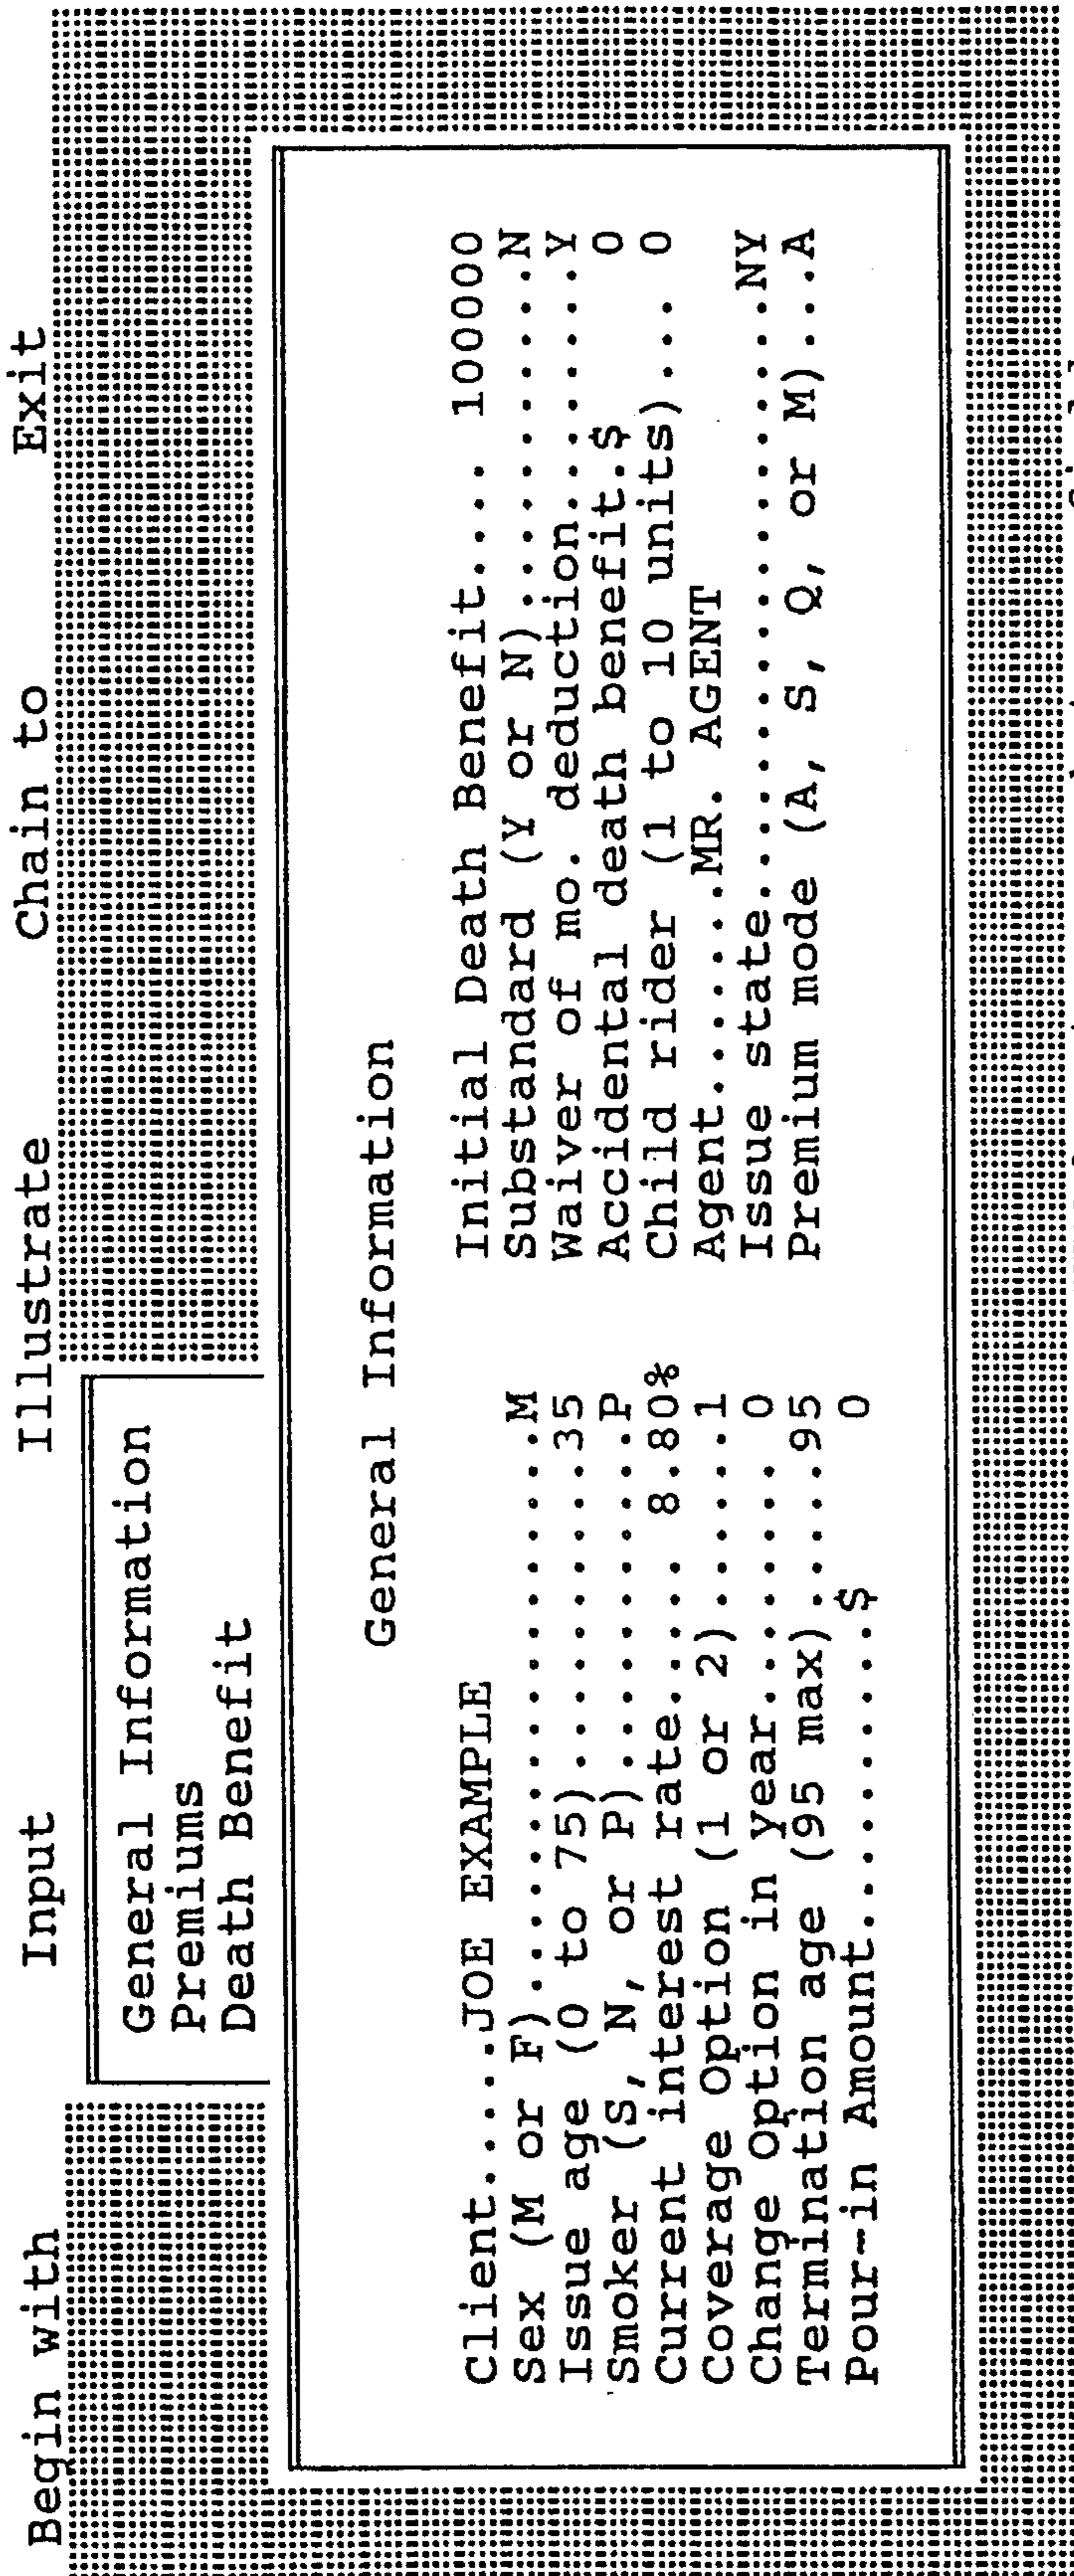 Begin with Input Illustrate Chain to Exit
General Information
Premiums
Death Benefit
General Information
Client......JOE EXAMPLE
Sex (M or F).........................M
Issue age (0 to 75).........35
Smoker (S, N, or P)..........P
Current interest rate.... 8.80%
Coverage Option (1 or 2)......1
Change Option in year........ 0
Termination age (95 max)....95
Pour-in Amount............$ 0
Initial Death Benefit.... 100000
Substandard (Y or N)..........N
Waiver of mo. deduction.......Y
Accidental death benefit.$ 0
Child rider (1 to 10 units)... 0
Agent.......MR. AGENT
Issue state................NY
Premium mode (A, S, Q, or M)...A